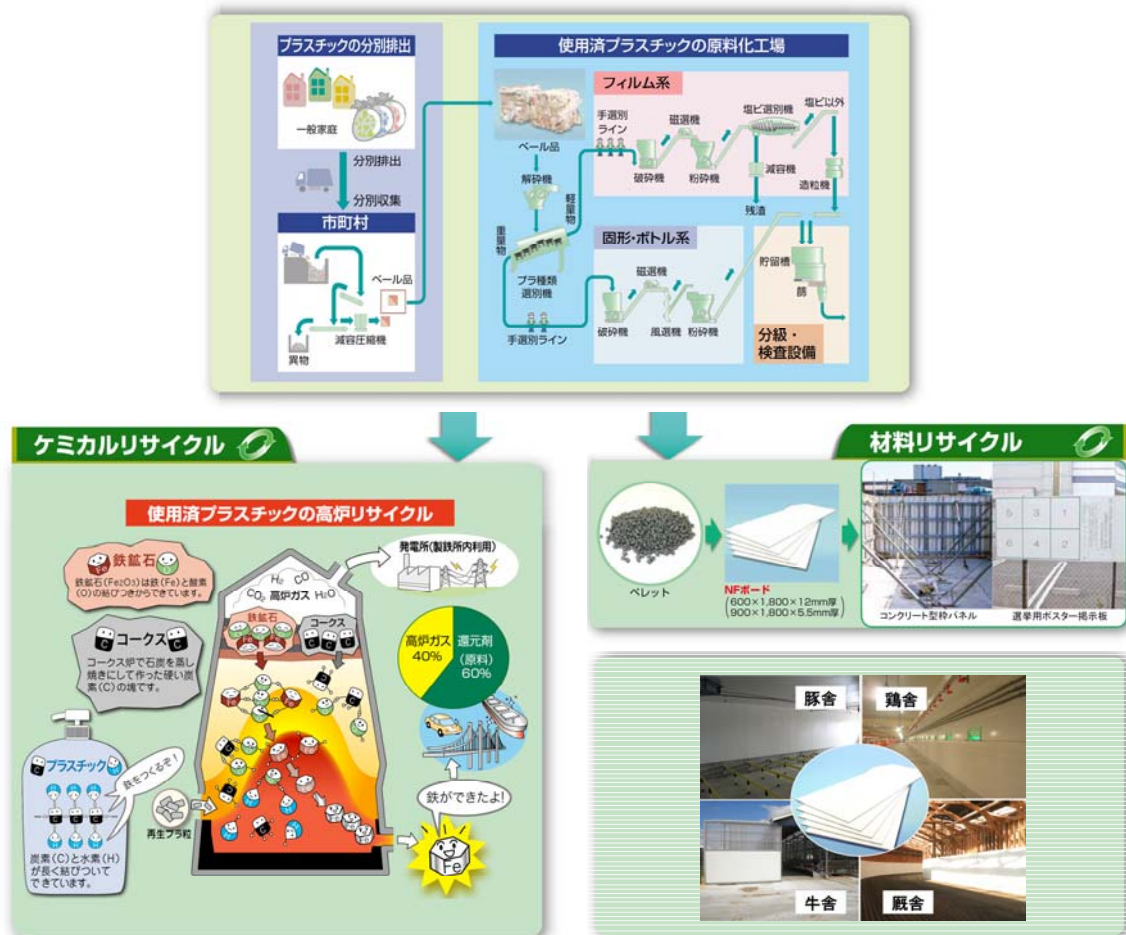 プラスチックの分別排出
一般家庭
分別排出
分別収集
市町村
ベール品
減容圧縮機
異物
使用済プラスチックの原料化工場
ベール品
解砕機
軽量物
重量物
プラ種類
選別機
手選別ライン
フィルム系
手選別
ライン
破砕機
磁選機
粉砕機
塩ビ選別機
塩ビ以外
減容機
残渣
造粒機
固形・ボトル系
破砕機
磁選機
風選機
粉砕機
貯留槽
篩
分級・
検査設備
ケミカルリサイクル
使用済プラスチックの高炉リサイクル
鉄鉱石
Fe
鉄鉱石(Fe2O3)は鉄(Fe)と酸素
(O)の結びつきからできています。
コークス
C
コークス炉で石炭を蒸し
焼きにして作った硬い炭
素(C)の塊です。
プラスチック
C
H
鉄をつくるぞ!
炭素(C)と水素(H)
が長く結びついて
できています。
再生プラ粒
H2 CO
CO2 高炉ガス H2O
鉄鉱石
コークス
発電所(製鉄所内利用)
高炉ガス
40%
還元剤
(原料)
60%
鉄ができたよ!
Fe
材料リサイクル
ペレット
NFボード
(600×1,800×12mm厚
900×1,800×5.5mm厚)
コンクリート型枠パネル
5 3 1
6 4 2
選挙用ポスター掲示板
豚舎
鶏舎
牛舎
厩舎